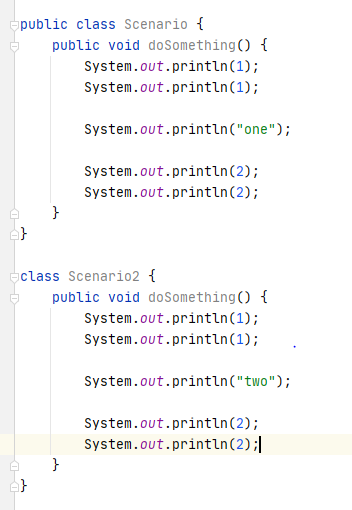 public class Scenario {
    public void doSomething() {
        System.out.println(1);
        System.out.println(1);

        System.out.println("one");

        System.out.println(2);
        System.out.println(2);
    }
}

class Scenario2 {
    public void doSomething() {
        System.out.println(1);
        System.out.println(1);

        System.out.println("two");

        System.out.println(2);
        System.out.println(2);
    }
}